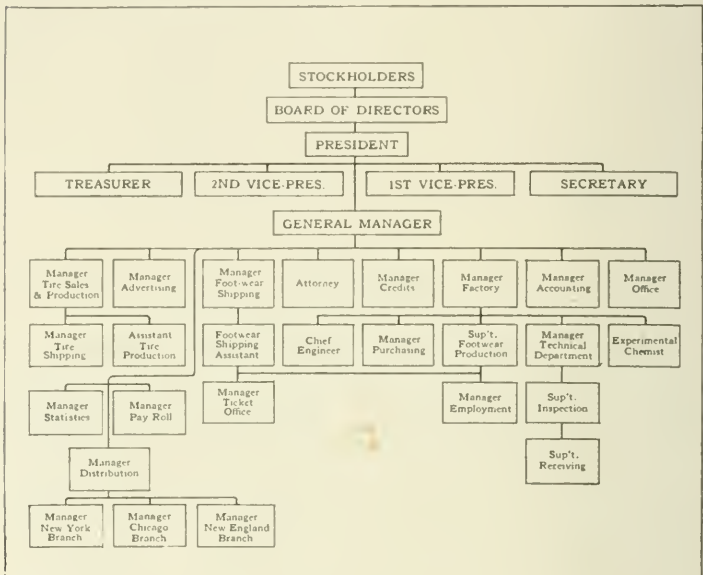 STOCKHOLDERS
BOARD OF DIRECTORS
PRESIDENT
TREASURER
2ND VICE-PRES.
1ST VICE-PRES.
SECRETARY
GENERAL MANAGER
Manager
Tire Sales
& Production
Manager
Advertising
Manager
Foot-wear
Shipping
Attorney
Manager
Credits
Manager
Factory
Manager
Accounting
Manager
Office
Manager
Tire
Shipping
Assistant
Tire
Production
Footwear
Shipping
Assistant
Chief
Engineer
Manager
Purchasing
Sup't.
Footwear
Production
Manager
Technical
Department
Experimental
Chemist
Manager
Statistics
Manager
Pay Roll
Manager
Ticket
Office
Manager
Employment
Sup't.
Inspection
Manager
Distribution
Sup't.
Receiving
Manager
New York
Branch
Manager
Chicago
Branch
Manager
New England
Branch